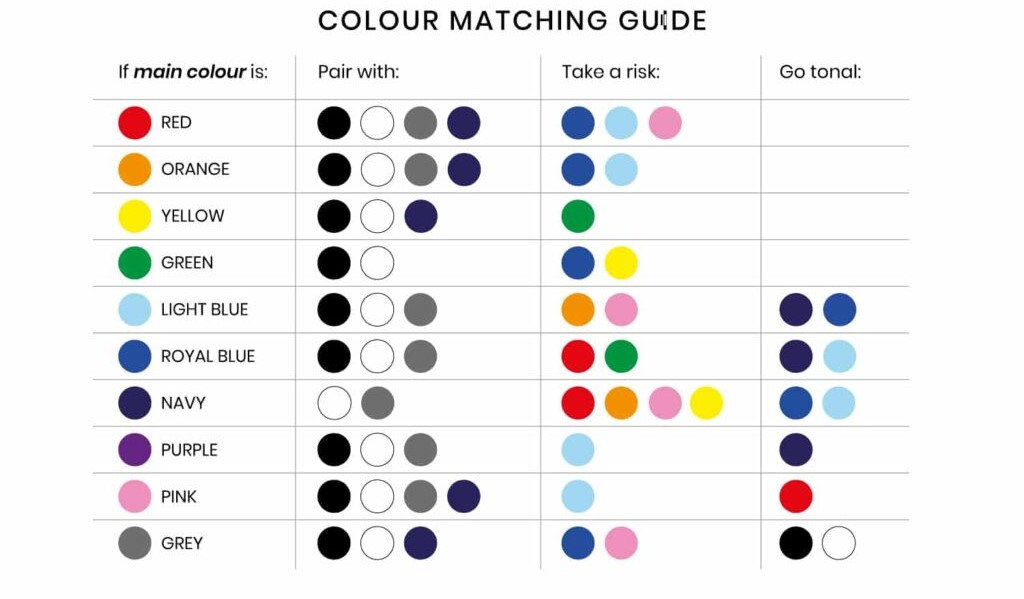 COLOUR MATCHING GUIDE
If main colour is: Pair with: Take a risk: Go tonal:
RED
ORANGE
YELLOW
GREEN
LIGHT BLUE
ROYAL BLUE
NAVY
PURPLE
PINK
GREY